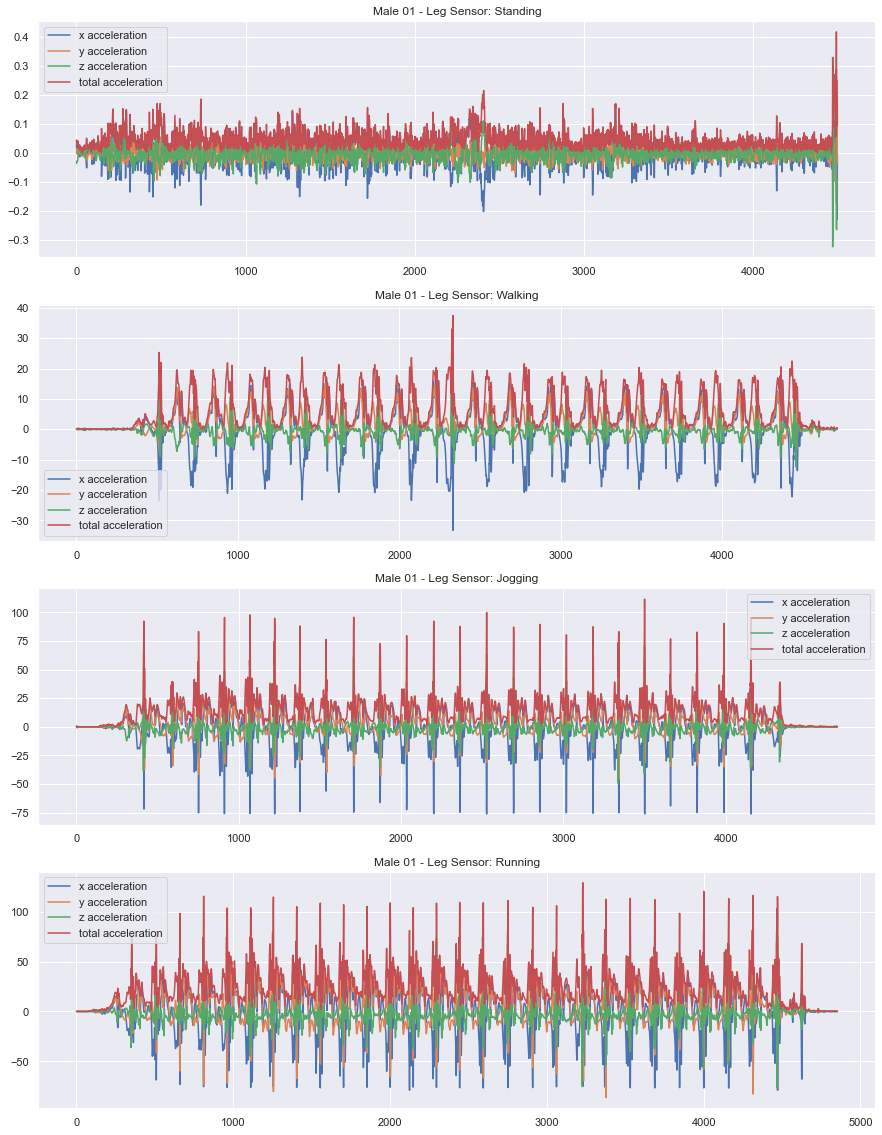 Male 01 - Leg Sensor: Standing
x acceleration
y acceleration
z acceleration
total acceleration
0.4
0.3
0.2
0.1
0.0
−0.1
−0.2
−0.3
0 1000 2000 3000 4000
Male 01 - Leg Sensor: Walking
40
30
20
10
0
−10
−20
−30
x acceleration
y acceleration
z acceleration
total acceleration
0 1000 2000 3000 4000
Male 01 - Leg Sensor: Jogging
x acceleration
y acceleration
z acceleration
total acceleration
100
75
50
25
0
−25
−50
−75
0 1000 2000 3000 4000
Male 01 - Leg Sensor: Running
x acceleration
y acceleration
z acceleration
total acceleration
100
50
0
−50
0 1000 2000 3000 4000 5000